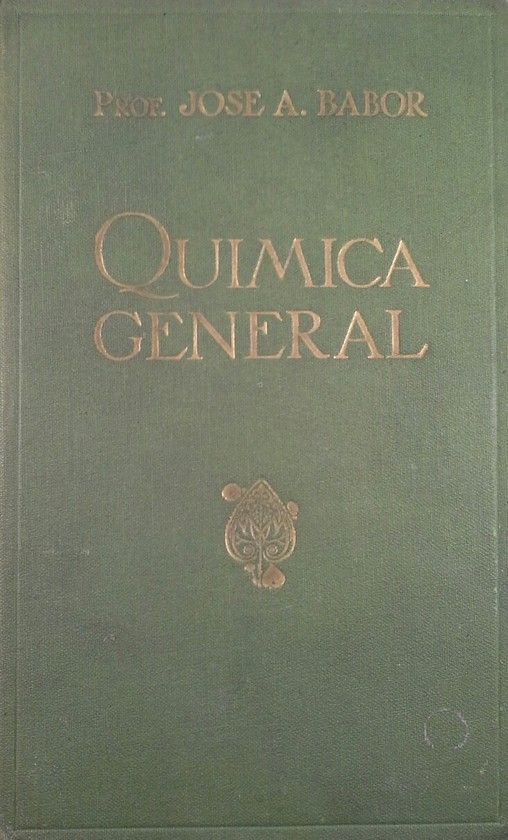 PROF. JOSE A. BABOR
QUIMICA
GENERAL